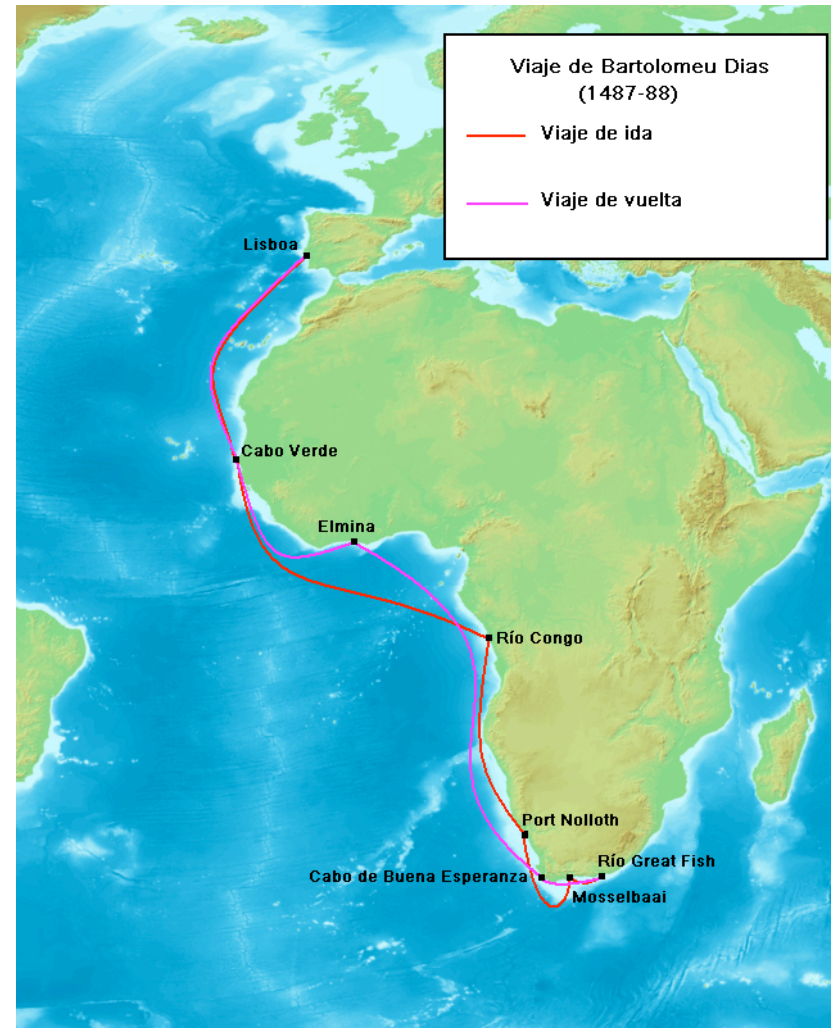 Viaje de Bartolomeu Dias
(1487-88)
Viaje de ida
Viaje de vuelta
Lisboa
Cabo Verde
Elmina
Río Congo
Port Nolloth
Río Great Fish
Cabo de Buena Esperanza
Mosselbaai